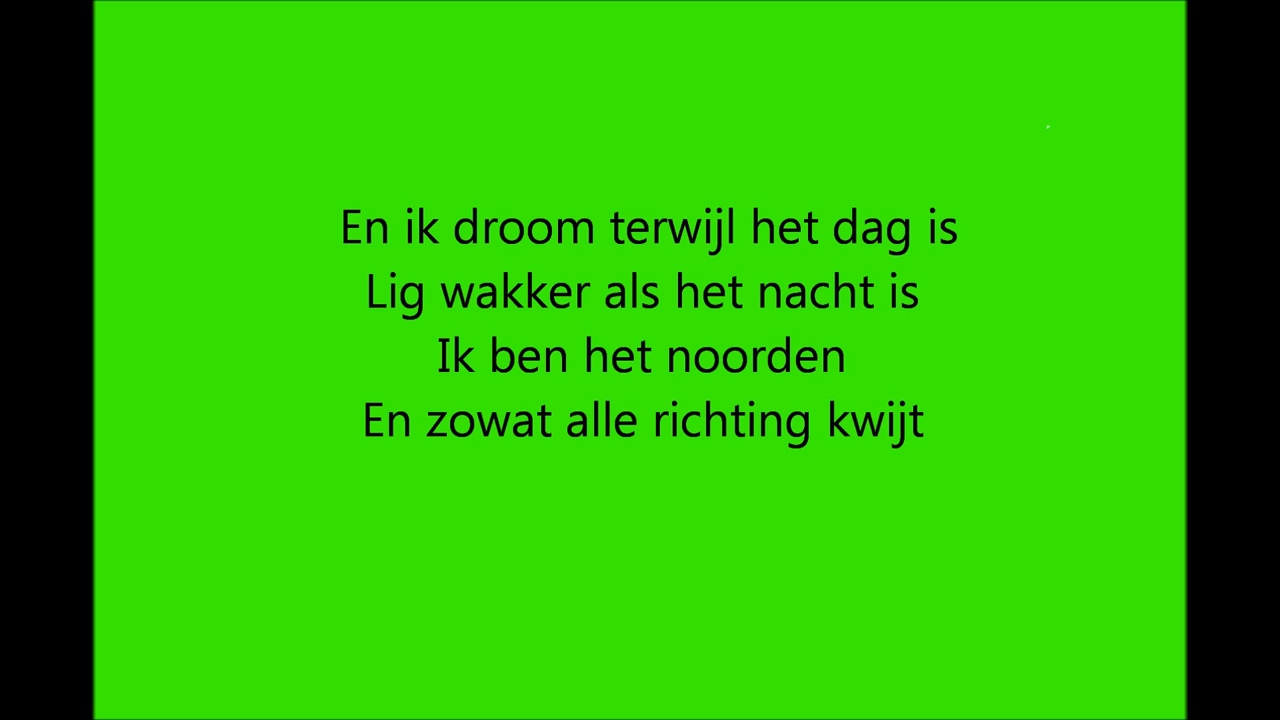 En ik droom terwijl het dag is
Lig wakker als het nacht is
Ik ben het noorden
En zowat alle richting kwijt